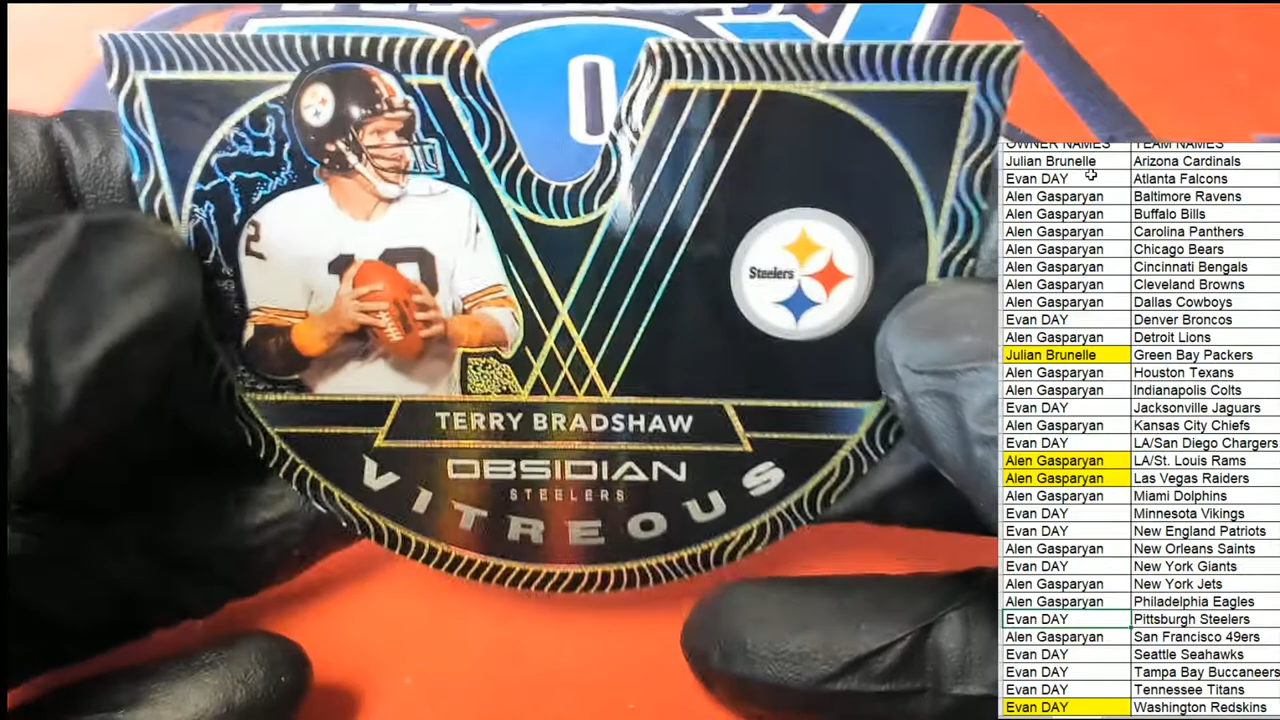 Steelers
2
12
TERRY BRADSHAW
OBSIDIAN
STEELERS
VITREOUS
OWNER NAMES TEAM NAMES
Julian Brunelle Arizona Cardinals
Evan DAY Atlanta Falcons
Alen Gasparyan Baltimore Ravens
Alen Gasparyan Buffalo Bills
Alen Gasparyan Carolina Panthers
Alen Gasparyan Chicago Bears
Alen Gasparyan Cincinnati Bengals
Alen Gasparyan Cleveland Browns
Alen Gasparyan Dallas Cowboys
Evan DAY Denver Broncos
Alen Gasparyan Detroit Lions
Julian Brunelle Green Bay Packers
Alen Gasparyan Houston Texans
Alen Gasparyan Indianapolis Colts
Evan DAY Jacksonville Jaguars
Alen Gasparyan Kansas City Chiefs
Evan DAY LA/San Diego Chargers
Alen Gasparyan LA/St. Louis Rams
Alen Gasparyan Las Vegas Raiders
Alen Gasparyan Miami Dolphins
Evan DAY Minnesota Vikings
Evan DAY New England Patriots
Alen Gasparyan New Orleans Saints
Evan DAY New York Giants
Alen Gasparyan New York Jets
Alen Gasparyan Philadelphia Eagles
Evan DAY Pittsburgh Steelers
Alen Gasparyan San Francisco 49ers
Evan DAY Seattle Seahawks
Evan DAY Tampa Bay Buccaneers
Evan DAY Tennessee Titans
Evan DAY Washington Redskins